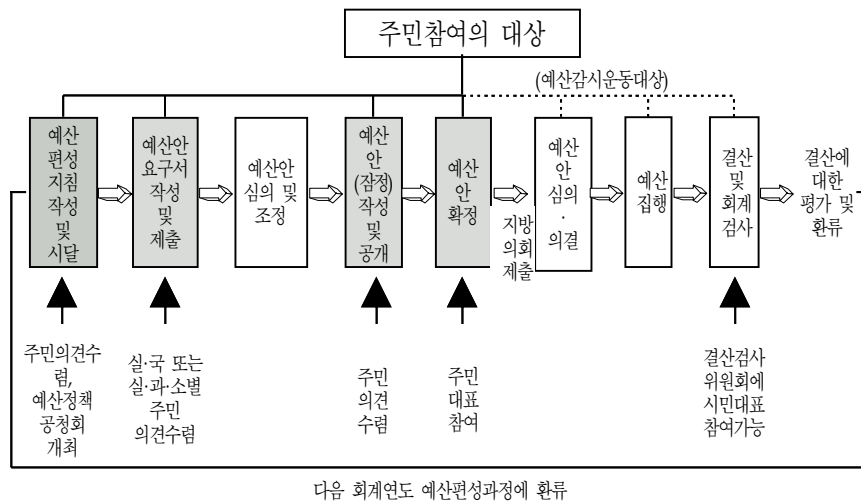 주민참여의 대상
(예산감시운동대상)
예산
편성
지침
작성
및
시달
예산안
요구서
작성
및
제출
예산안
심의 및
조정
예산
안
(잠정)
작성
및
공개
예산
안
확정
지방
의회
제출
예산
안
심의
·
의결
예산
집행
결산
및
회계
검사
결산에
대한
평가 및
환류
주민의견수
렴,
예산정책
공청회
개최
실·국 또는
실·과·소별
주민
의견수렴
주민
의견
수렴
주민
대표
참여
결산검사
위원회에
시민대표
참여가능
다음 회계연도 예산편성과정에 환류